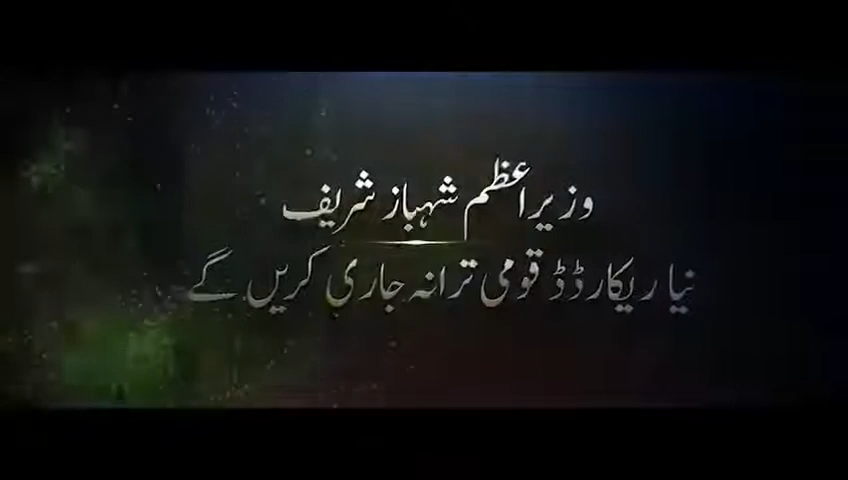 وزیراعظم شہباز شریف
نیا ریکارڈڈ قومی ترانہ جاری کریں گے